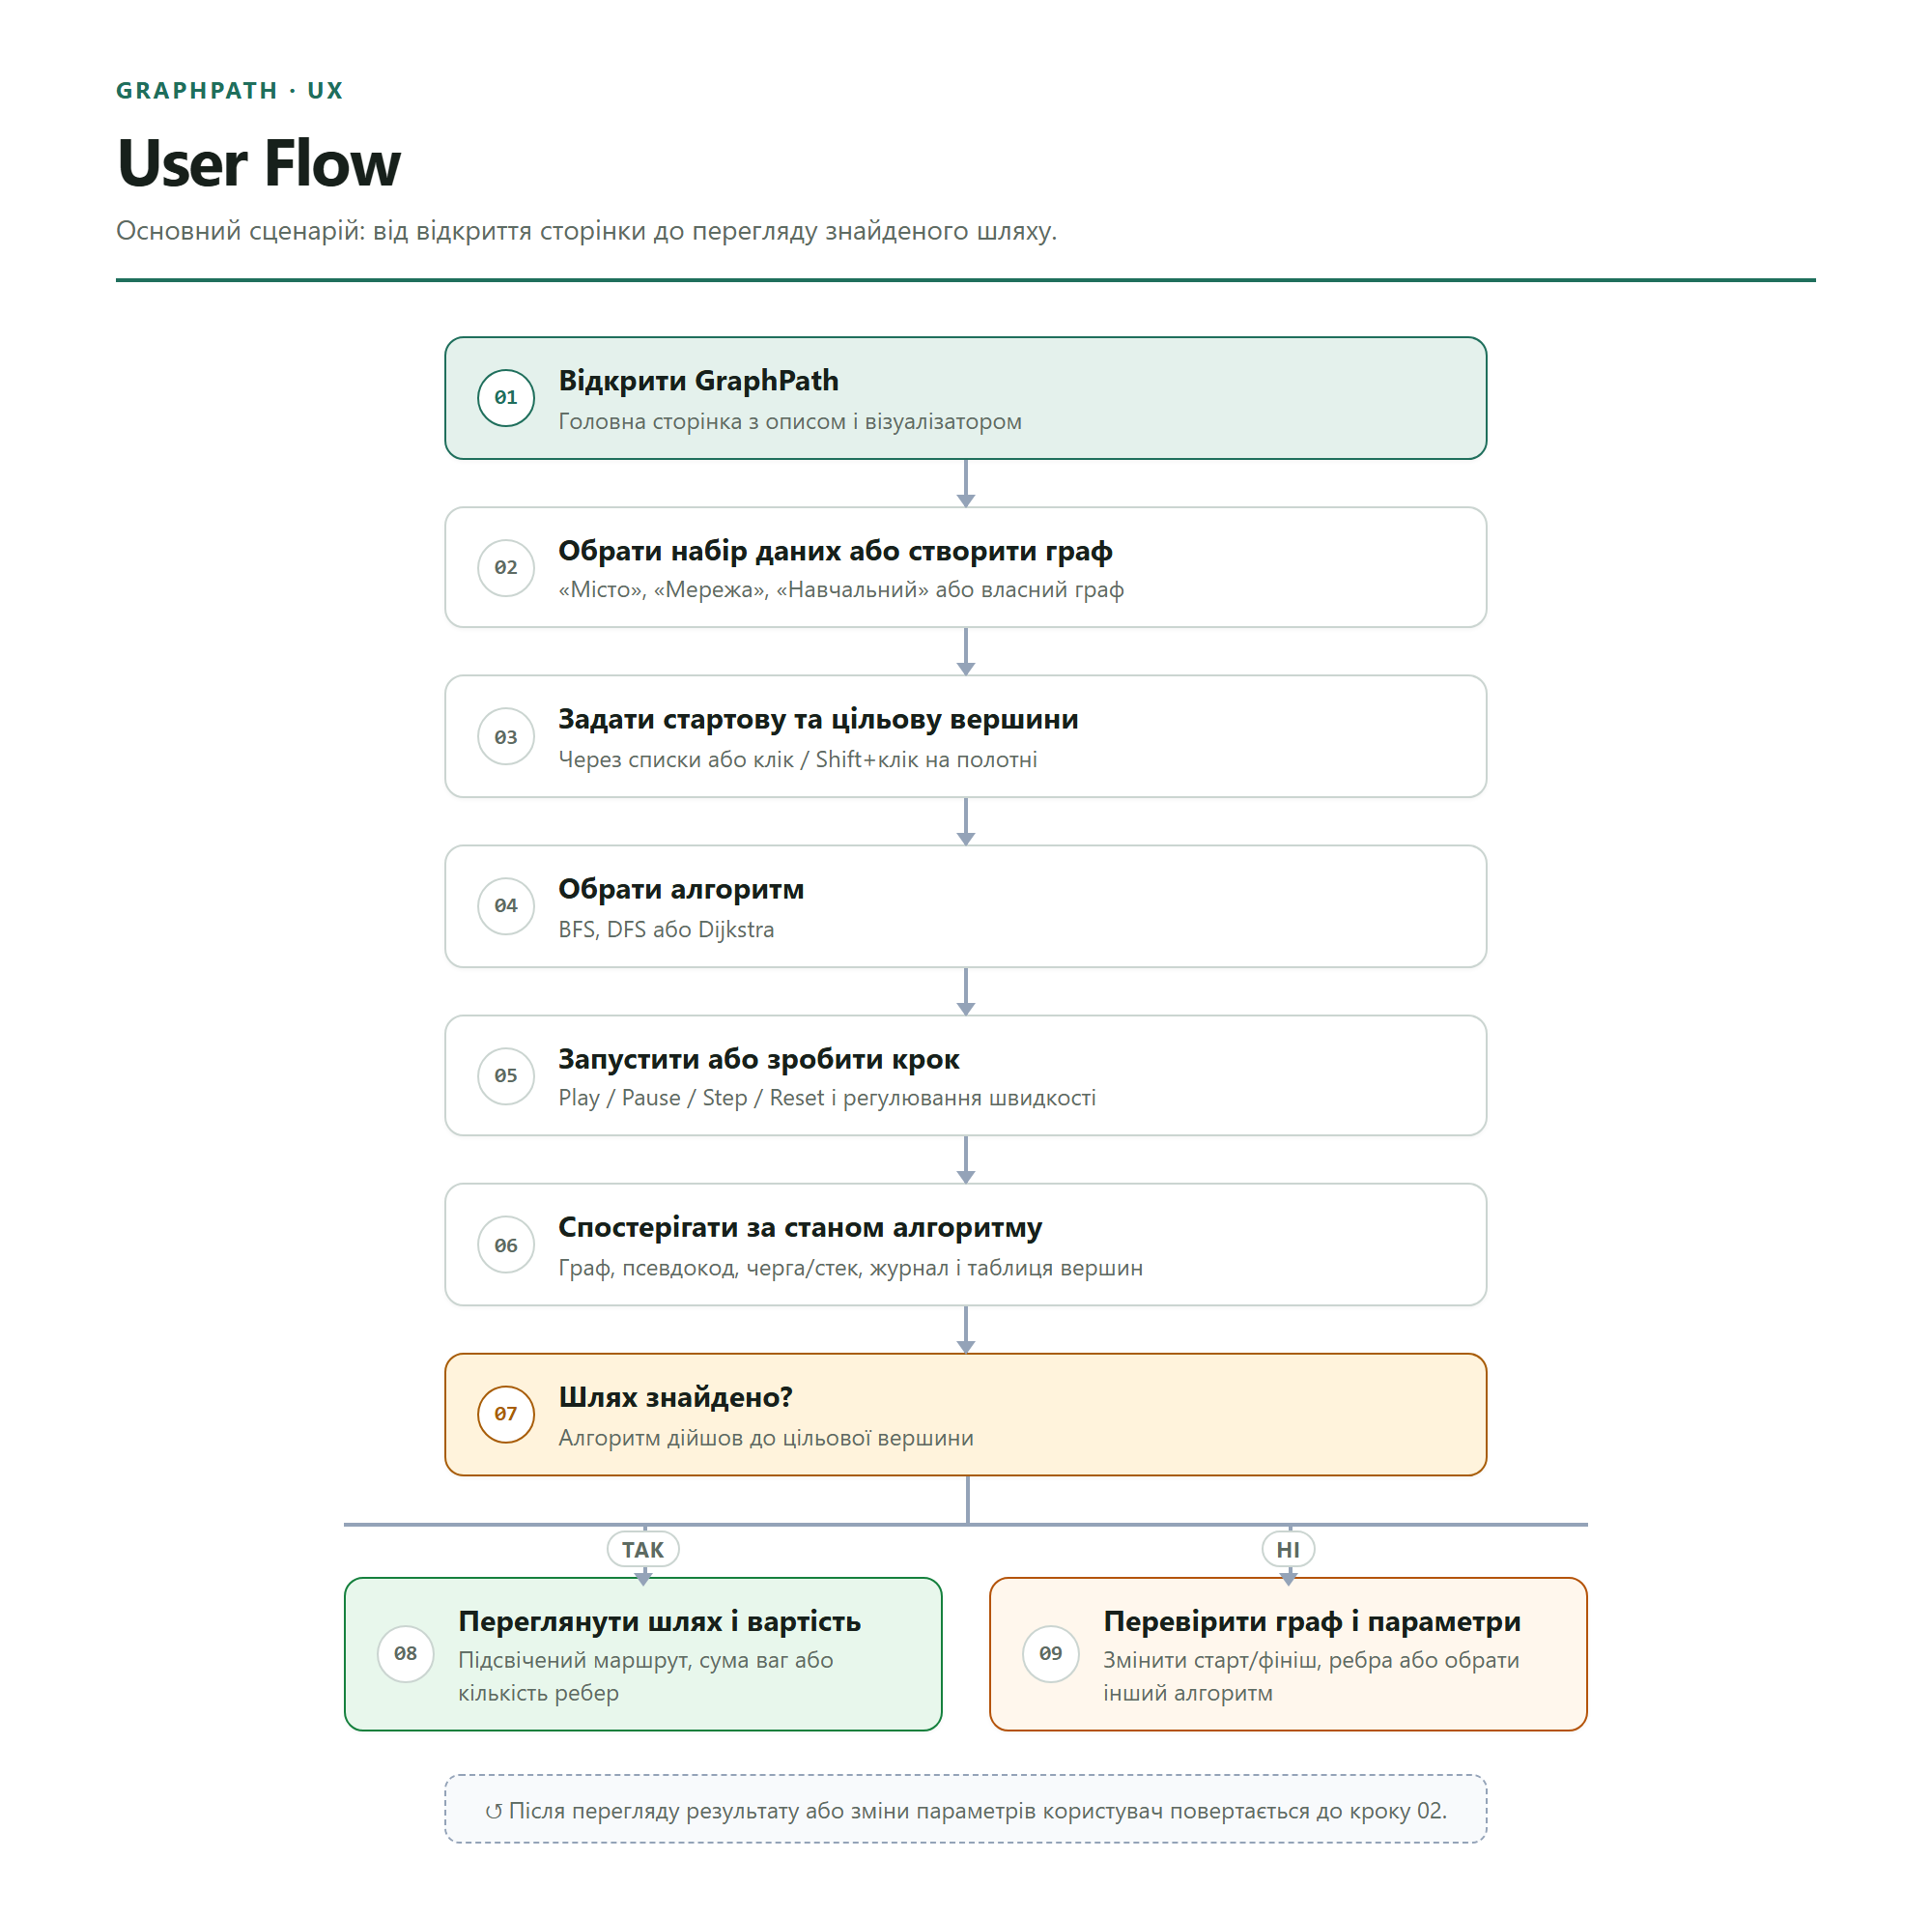 GRAPHPATH · UX
User Flow
Основний сценарій: від відкриття сторінки до перегляду знайденого шляху.
01
Відкрити GraphPath
Головна сторінка з описом і візуалізатором
02
Обрати набір даних або створити граф
«Місто», «Мережа», «Навчальний» або власний граф
03
Задати стартову та цільову вершини
Через списки або клік / Shift+клік на полотні
04
Обрати алгоритм
BFS, DFS або Dijkstra
05
Запустити або зробити крок
Play / Pause / Step / Reset і регулювання швидкості
06
Спостерігати за станом алгоритму
Граф, псевдокод, черга/стек, журнал і таблиця вершин
07
Шлях знайдено?
Алгоритм дійшов до цільової вершини
ТАК
08
Переглянути шлях і вартість
Підсвічений маршрут, сума ваг або
кількість ребер
НІ
09
Перевірити граф і параметри
Змінити старт/фініш, ребра або обрати
інший алгоритм
↺ Після перегляду результату або зміни параметрів користувач повертається до кроку 02.